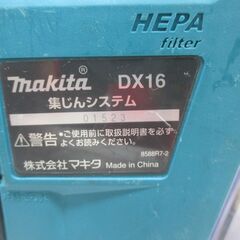 HEPA
filter
makita® DX16
集じんシステム
01523
⚠警告 •ご使用前に取扱説明書をよく
お読みください。
8588R7-2
株式会社マキタ Made in China